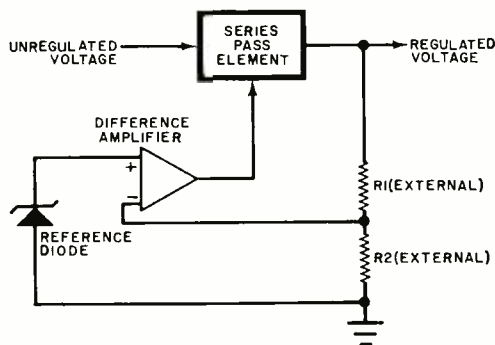 SERIES
PASS
ELEMENT
UNREGULATED
VOLTAGE
REGULATED
VOLTAGE
DIFFERENCE
AMPLIFIER
+
−
R1(EXTERNAL)
REFERENCE
DIODE
R2(EXTERNAL)